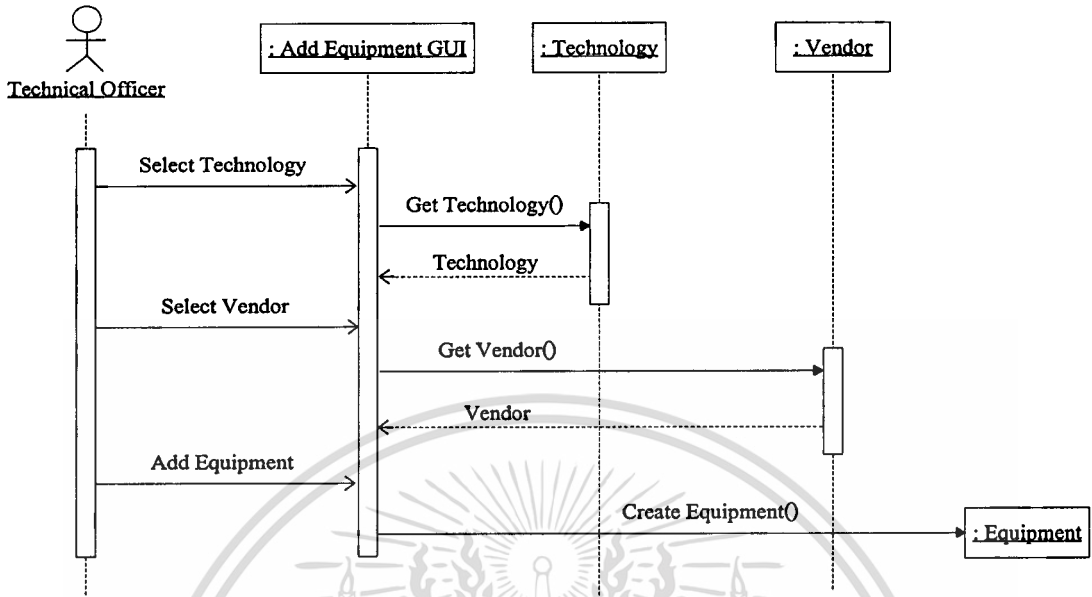 : Add Equipment GUI
: Technology
: Vendor
Technical Officer
Select Technology
Get Technology()
Technology
Select Vendor
Get Vendor()
Vendor
Add Equipment
Create Equipment()
: Equipment